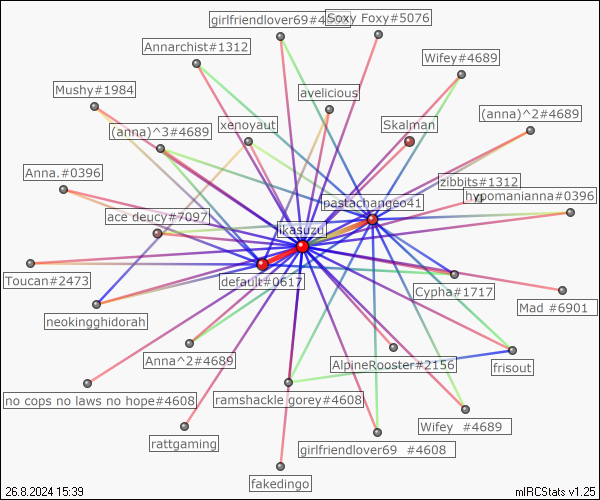 girlfriendlover69#4608
Soxy Foxy#5076
Annarchist#1312
Wifey#4689
Mushy#1984
avelicious
(anna)^2#4689
(anna)^3#4689
xenoyaut
Skalman
Anna.#0396
zibbits#1312
hypomanianna#0396
pastachangeo41
ace deucy#7097
ikasuzu
Toucan#2473
default#0617
Cypha#1717
Mad #6901
neokingghidorah
Anna^2#4689
AlpineRooster#2156
frisout
no cops no laws no hope#4608
ramshackle gorey#4608
Wifey #4689
rattgaming
girlfriendlover69 #4608
fakedingo
26.8.2024 15:39
mIRCStats v1.25